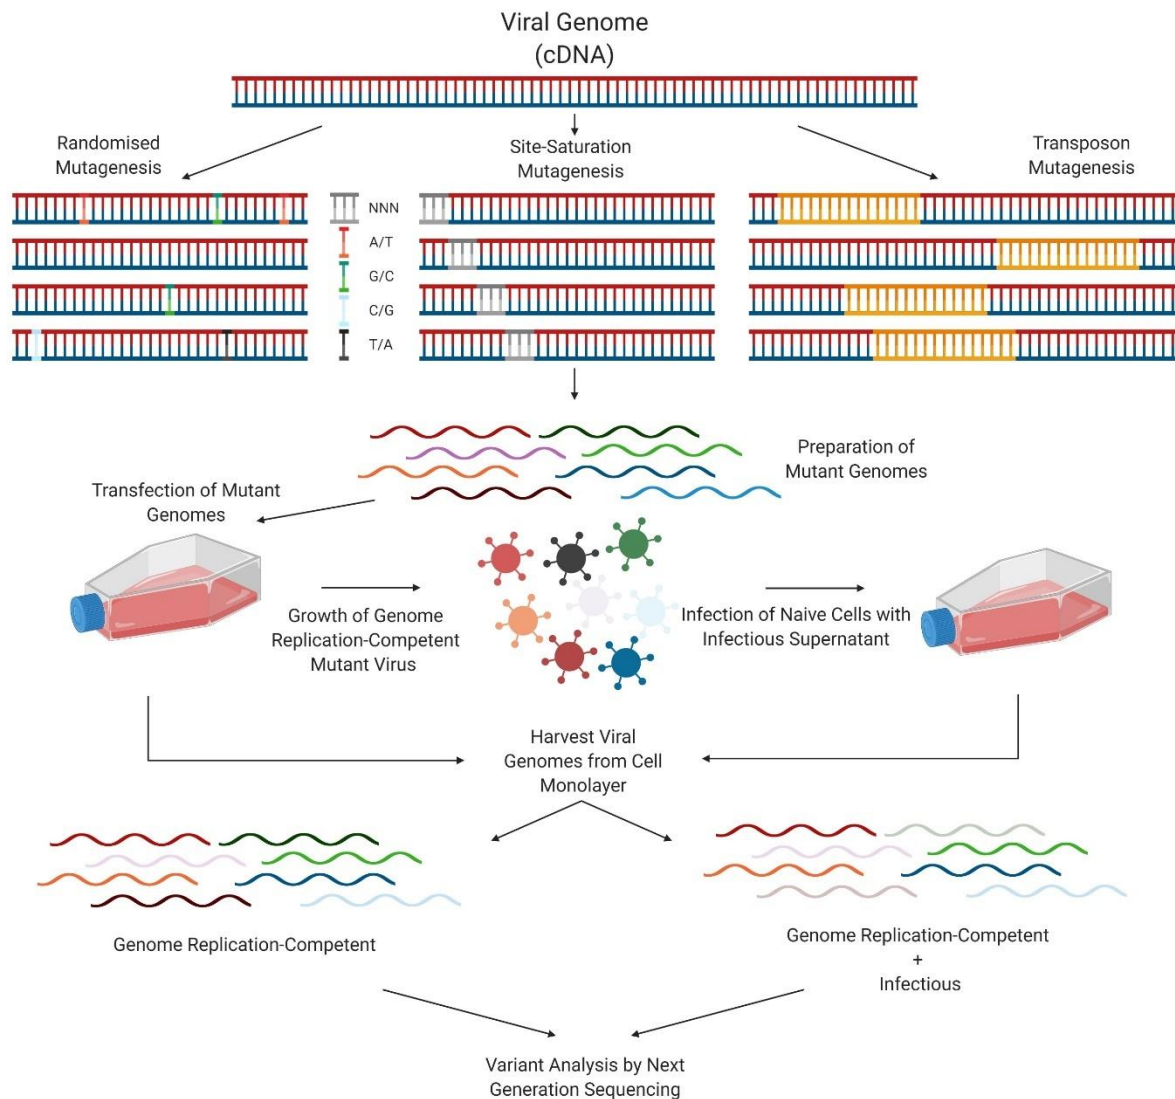 Viral Genome
(cDNA)
Randomised
Mutagenesis
Site-Saturation
Mutagenesis
Transposon
Mutagenesis
NNN
A/T
G/C
C/G
T/A
Preparation of
Mutant Genomes
Transfection of Mutant
Genomes
Growth of Genome
Replication-Competent
Mutant Virus
Infection of Naive Cells with
Infectious Supernatant
Harvest Viral
Genomes from Cell
Monolayer
Genome Replication-Competent
Genome Replication-Competent
+
Infectious
Variant Analysis by Next
Generation Sequencing